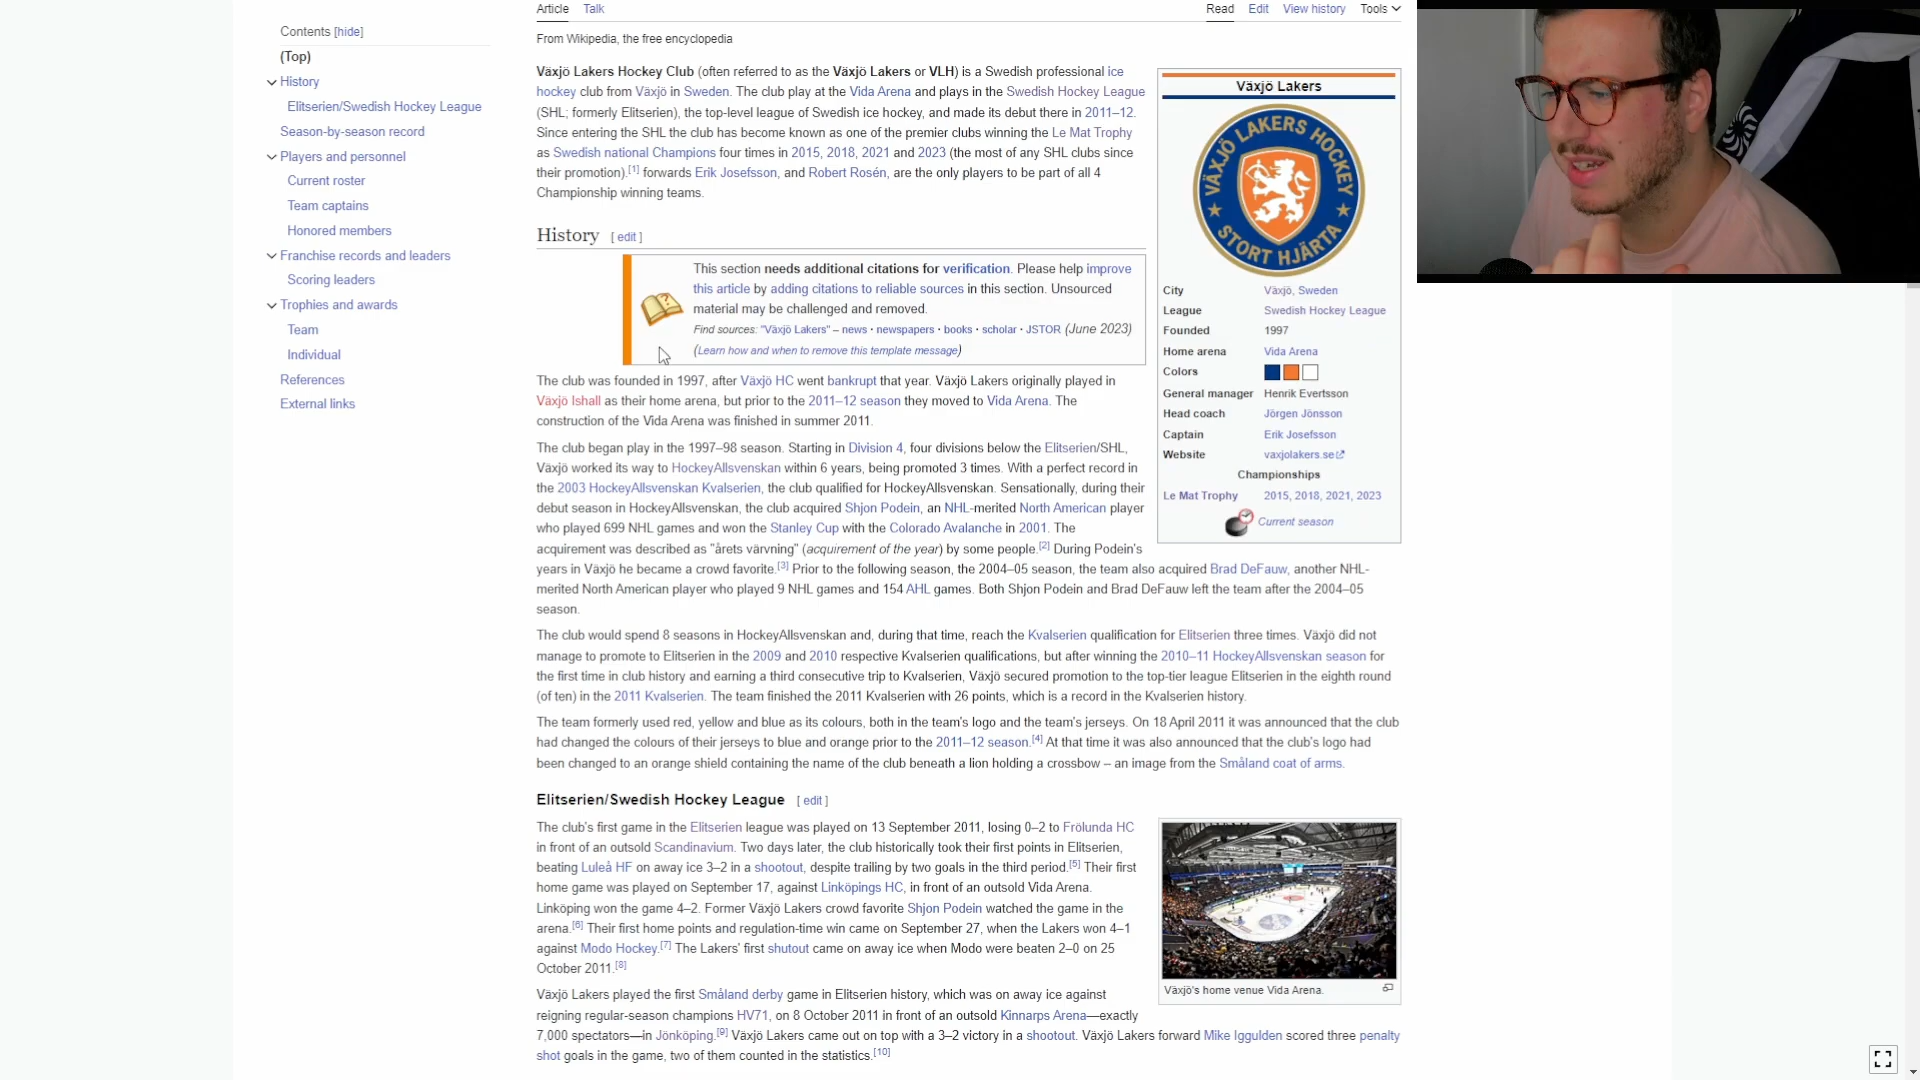 Contents [hide]
(Top)
History
Elitserien/Swedish Hockey League
Season-by-season record
Players and personnel
Current roster
Team captains
Honored members
Franchise records and leaders
Scoring leaders
Trophies and awards
Team
Individual
References
External links
Article Talk Read Edit View history Tools
From Wikipedia, the free encyclopedia
Växjö Lakers Hockey Club (often referred to as the Växjö Lakers or VLH) is a Swedish professional ice
hockey club from Växjö in Sweden. The club play at the Vida Arena and plays in the Swedish Hockey League
(SHL; formerly Elitserien), the top-level league of Swedish ice hockey, and made its debut there in 2011–12.
Since entering the SHL the club has become known as one of the premier clubs winning the Le Mat Trophy
as Swedish national Champions four times in 2015, 2018, 2021 and 2023 (the most of any SHL clubs since
their promotion).[1] forwards Erik Josefsson, and Robert Rosén, are the only players to be part of all 4
Championship winning teams.
Växjö Lakers
VÄXJÖ LAKERS HOCKEY
STORT HJÄRTA
City Växjö, Sweden
League Swedish Hockey League
Founded 1997
Home arena Vida Arena
Colors
General manager Henrik Evertsson
Head coach Jörgen Jönsson
Captain Erik Josefsson
Website vaxjolakers.se
Championships
Le Mat Trophy 2015, 2018, 2021, 2023
Current season
History [ edit ]
This section needs additional citations for verification. Please help improve
this article by adding citations to reliable sources in this section. Unsourced
material may be challenged and removed.
Find sources: "Växjö Lakers" – news · newspapers · books · scholar · JSTOR (June 2023)
(Learn how and when to remove this template message)
The club was founded in 1997, after Växjö HC went bankrupt that year. Växjö Lakers originally played in
Växjö Ishall as their home arena, but prior to the 2011–12 season they moved to Vida Arena. The
construction of the Vida Arena was finished in summer 2011.
The club began play in the 1997–98 season. Starting in Division 4, four divisions below the Elitserien/SHL,
Växjö worked its way to HockeyAllsvenskan within 6 years, being promoted 3 times. With a perfect record in
the 2003 HockeyAllsvenskan Kvalserien, the club qualified for HockeyAllsvenskan. Sensationally, during their
debut season in HockeyAllsvenskan, the club acquired Shjon Podein, an NHL-merited North American player
who played 699 NHL games and won the Stanley Cup with the Colorado Avalanche in 2001. The
acquirement was described as "årets värvning" (acquirement of the year) by some people.[2] During Podein's
years in Växjö he became a crowd favorite.[3] Prior to the following season, the 2004–05 season, the team also acquired Brad DeFauw, another NHL-
merited North American player who played 9 NHL games and 154 AHL games. Both Shjon Podein and Brad DeFauw left the team after the 2004–05
season.
The club would spend 8 seasons in HockeyAllsvenskan and, during that time, reach the Kvalserien qualification for Elitserien three times. Växjö did not
manage to promote to Elitserien in the 2009 and 2010 respective Kvalserien qualifications, but after winning the 2010–11 HockeyAllsvenskan season for
the first time in club history and earning a third consecutive trip to Kvalserien, Växjö secured promotion to the top-tier league Elitserien in the eighth round
(of ten) in the 2011 Kvalserien. The team finished the 2011 Kvalserien with 26 points, which is a record in the Kvalserien history.
The team formerly used red, yellow and blue as its colours, both in the team's logo and the team's jerseys. On 18 April 2011 it was announced that the club
had changed the colours of their jerseys to blue and orange prior to the 2011–12 season.[4] At that time it was also announced that the club's logo had
been changed to an orange shield containing the name of the club beneath a lion holding a crossbow – an image from the Småland coat of arms.
Elitserien/Swedish Hockey League [ edit ]
The club's first game in the Elitserien league was played on 13 September 2011, losing 0–2 to Frölunda HC
in front of an outsold Scandinavium. Two days later, the club historically took their first points in Elitserien,
beating Luleå HF on away ice 3–2 in a shootout, despite trailing by two goals in the third period.[5] Their first
home game was played on September 17, against Linköpings HC, in front of an outsold Vida Arena.
Linköping won the game 4–2. Former Växjö Lakers crowd favorite Shjon Podein watched the game in the
arena.[6] Their first home points and regulation-time win came on September 27, when the Lakers won 4–1
against Modo Hockey.[7] The Lakers' first shutout came on away ice when Modo were beaten 2–0 on 25
October 2011.[8]
Växjö's home venue Vida Arena.
Växjö Lakers played the first Småland derby game in Elitserien history, which was on away ice against
reigning regular-season champions HV71, on 8 October 2011 in front of an outsold Kinnarps Arena—exactly
7,000 spectators—in Jönköping.[9] Växjö Lakers came out on top with a 3–2 victory in a shootout. Växjö Lakers forward Mike Iggulden scored three penalty
shot goals in the game, two of them counted in the statistics.[10]